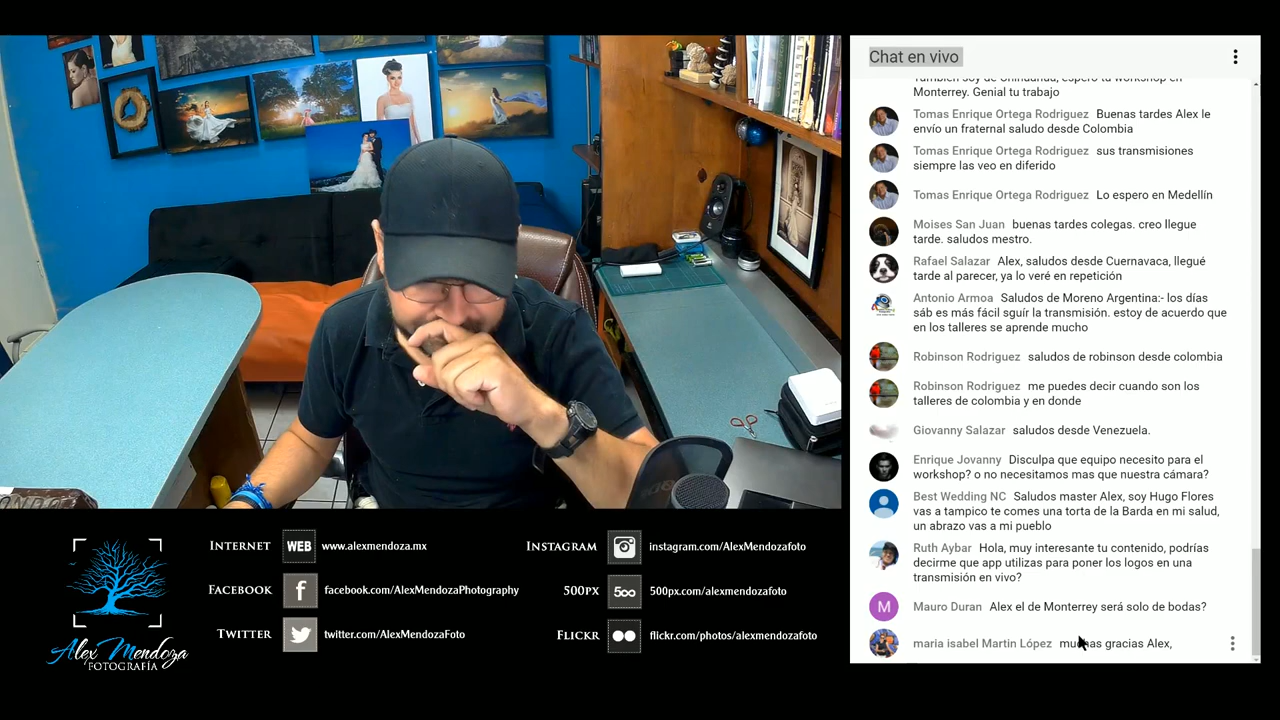 Chat en vivo
Monterrey. Genial tu trabajo
Tomas Enrique Ortega Rodriguez Buenas tardes Alex le
envío un fraternal saludo desde Colombia
Tomas Enrique Ortega Rodriguez sus transmisiones
siempre las veo en diferido
Tomas Enrique Ortega Rodriguez Lo espero en Medellín
Moises San Juan buenas tardes colegas. creo llegue
tarde. saludos mestro.
Rafael Salazar Alex, saludos desde Cuernavaca, llegué
tarde al parecer, ya lo veré en repetición
Antonio Armoa Saludos de Moreno Argentina:- los días
sáb es más fácil sguír la transmisión. estoy de acuerdo que
en los talleres se aprende mucho
Robinson Rodriguez saludos de robinson desde colombia
Robinson Rodriguez me puedes decir cuando son los
talleres de colombia y en donde
Giovanny Salazar saludos desde Venezuela.
Enrique Jovanny Disculpa que equipo necesito para el
workshop? o no necesitamos mas que nuestra cámara?
Best Wedding NC Saludos master Alex, soy Hugo Flores
vas a tampico te comes una torta de la Barda en mi salud,
un abrazo vas a mi pueblo
Ruth Aybar Hola, muy interesante tu contenido, podrías
decirme que app utilizas para poner los logos en una
transmisión en vivo?
M Mauro Duran Alex el de Monterrey será solo de bodas?
maria isabel Martin López muchas gracias Alex,
Alex Mendoza
FOTOGRAFÍA
INTERNET WEB www.alexmendoza.mx
FACEBOOK f facebook.com/AlexMendozaPhotography
TWITTER twitter.com/AlexMendozaFoto
INSTAGRAM instagram.com/AlexMendozafoto
500PX 500 500px.com/alexmendozafoto
FLICKR flickr.com/photos/alexmendozafoto